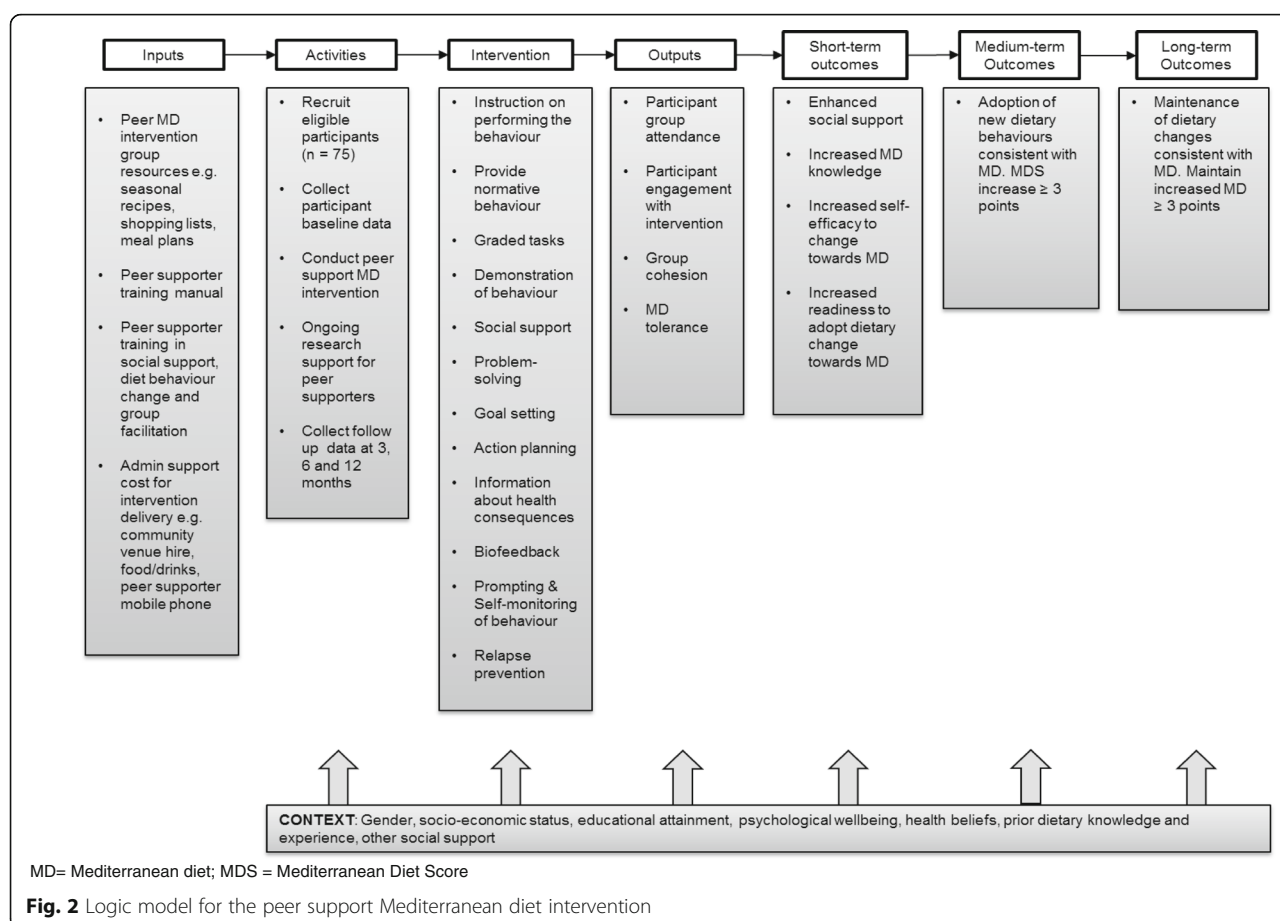 Inputs
Activities
Intervention
Outputs
Short-term
outcomes
Medium-term
Outcomes
Long-term
Outcomes
• Peer MD
intervention
group
resources e.g.
seasonal
recipes,
shopping lists,
meal plans
• Peer supporter
training manual
• Peer supporter
training in
social support,
diet behaviour
change and
group
facilitation
• Admin support
cost for
intervention
delivery e.g.
community
venue hire,
food/drinks,
peer supporter
mobile phone
• Recruit
eligible
participants
(n = 75)
• Collect
participant
baseline data
• Conduct peer
support MD
intervention
• Ongoing
research
support for
peer
supporters
• Collect follow
up data at 3,
6 and 12
months
• Instruction on
performing the
behaviour
• Provide
normative
behaviour
• Graded tasks
• Demonstration
of behaviour
• Social support
• Problem-
solving
• Goal setting
• Action planning
• Information
about health
consequences
• Biofeedback
• Prompting &
Self-monitoring
of behaviour
• Relapse
prevention
• Participant
group
attendance
• Participant
engagement
with
intervention
• Group
cohesion
• MD
tolerance
• Enhanced
social support
• Increased MD
knowledge
• Increased self-
efficacy to
change
towards MD
• Increased
readiness to
adopt dietary
change
towards MD
• Adoption of
new dietary
behaviours
consistent with
MD. MDS
increase ≥ 3
points
• Maintenance
of dietary
changes
consistent with
MD. Maintain
increased MD
≥ 3 points
CONTEXT: Gender, socio-economic status, educational attainment, psychological wellbeing, health beliefs, prior dietary knowledge and
experience, other social support
MD= Mediterranean diet; MDS = Mediterranean Diet Score
Fig. 2 Logic model for the peer support Mediterranean diet intervention